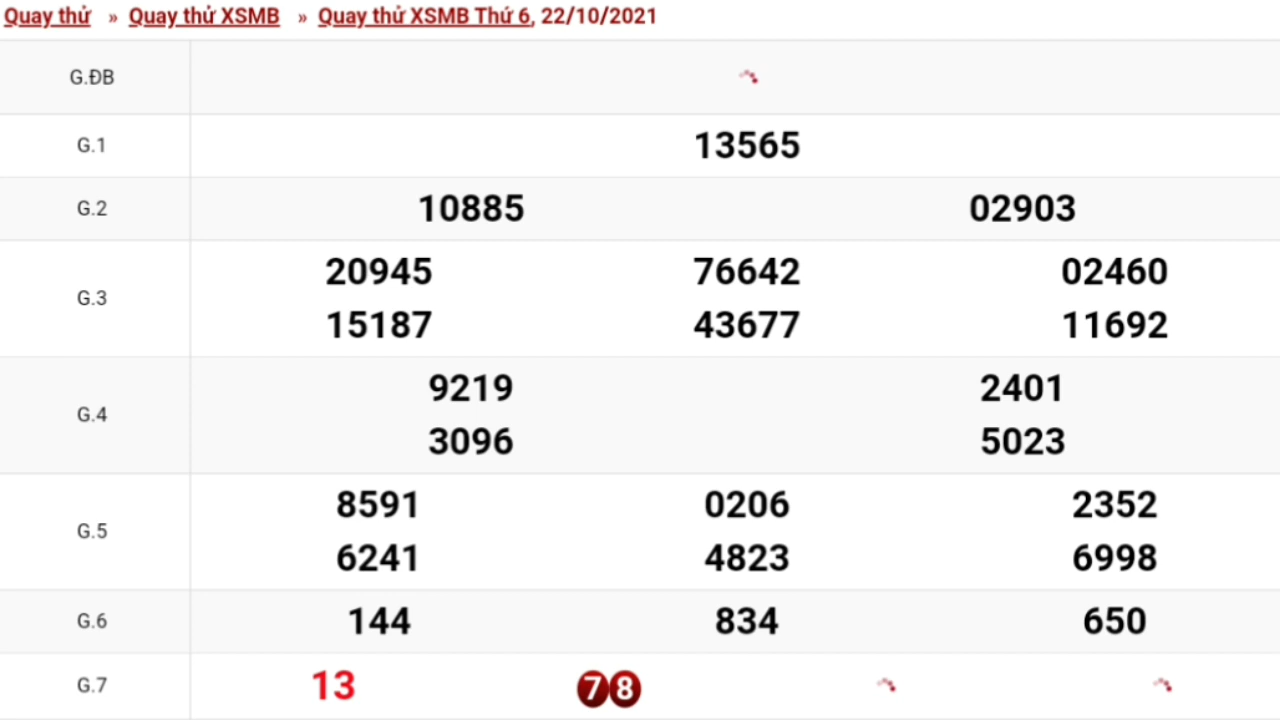 Quay thử » Quay thử XSMB » Quay thử XSMB Thứ 6, 22/10/2021
G.ĐB
G.1 13565
G.2 10885 02903
G.3 20945 76642 02460
15187 43677 11692
G.4 9219 2401
3096 5023
G.5 8591 0206 2352
6241 4823 6998
G.6 144 834 650
G.7 13 78